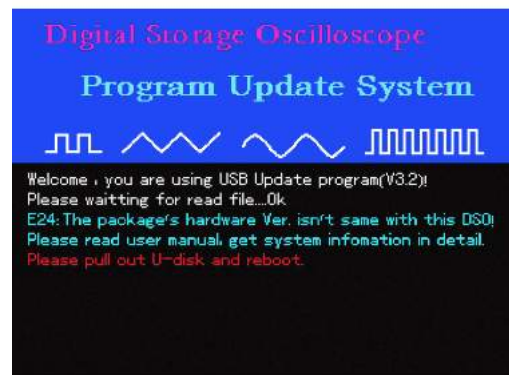 Digital Storage Oscilloscope
Program Update System
Welcome , you are using USB Update program(V3.2)!
Please waitting for read file....Ok
E24: The package's hardware Ver. isn't same with this DSO!
Please read user manual, get system infomation in detail.
Please pull out U-disk and reboot.